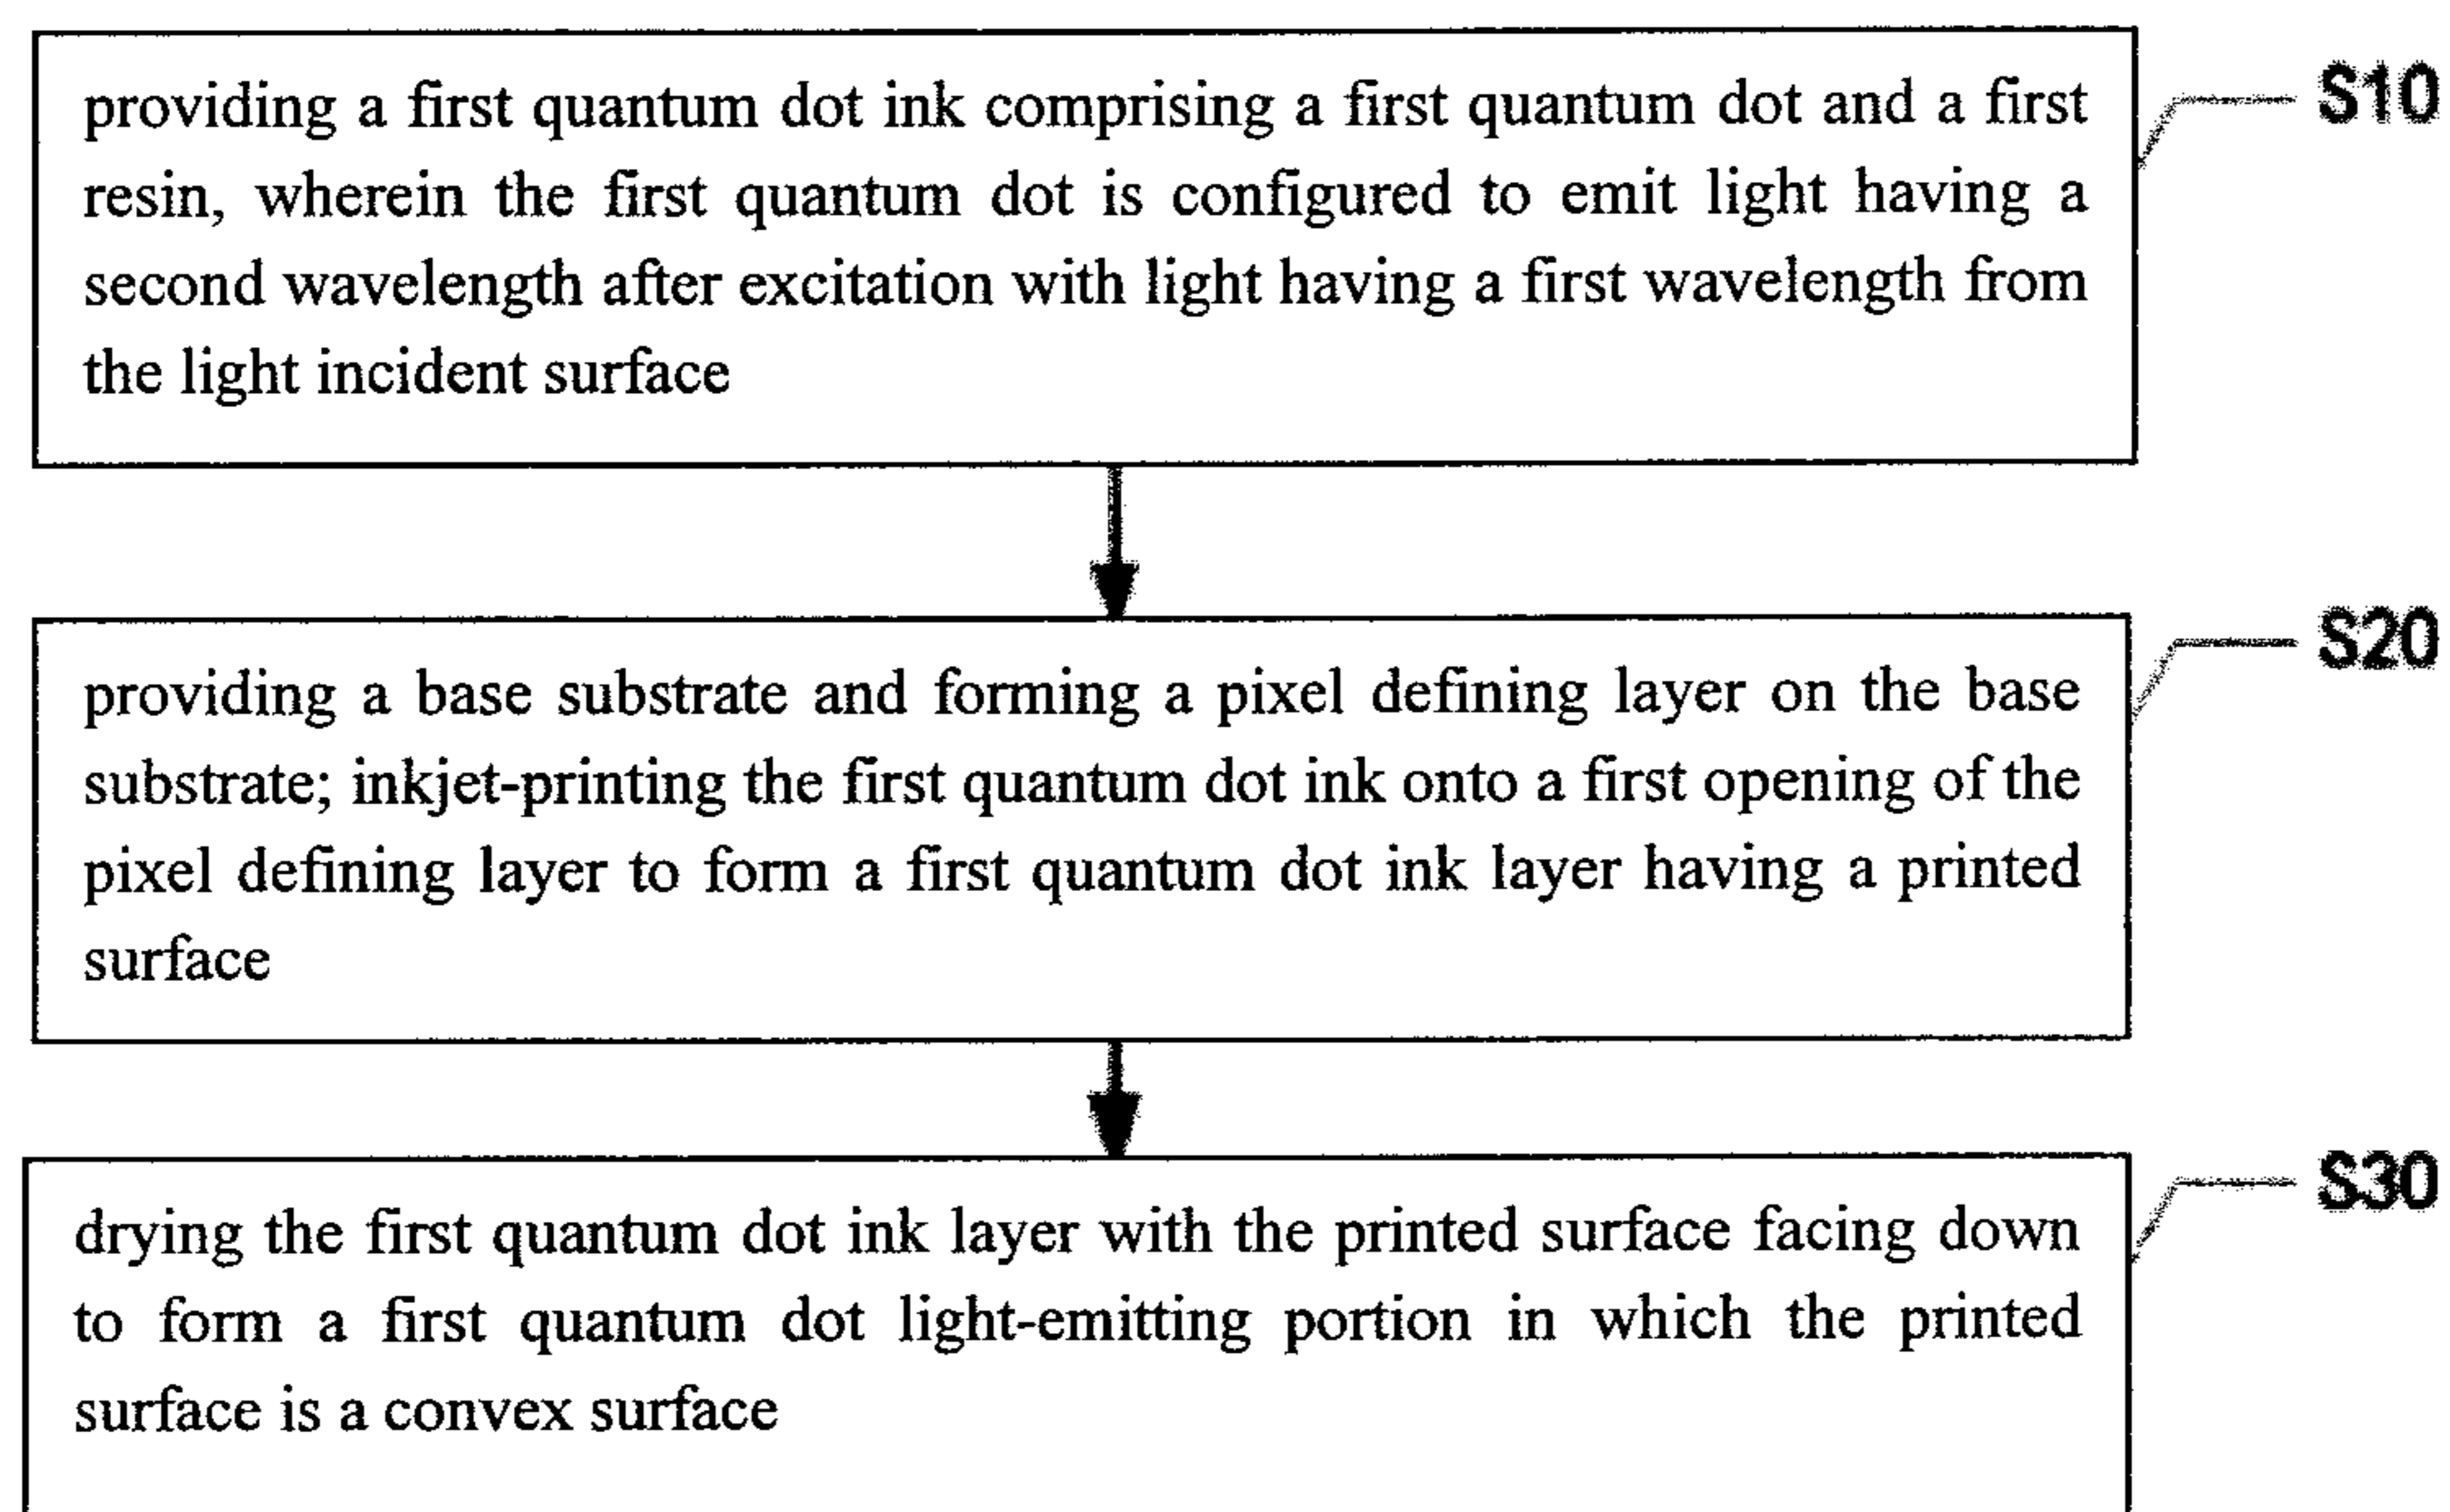 providing a first quantum dot ink comprising a first quantum dot and a first
resin, wherein the first quantum dot is configured to emit light having a
second wavelength after excitation with light having a first wavelength from
the light incident surface
S10
providing a base substrate and forming a pixel defining layer on the base
substrate; inkjet-printing the first quantum dot ink onto a first opening of the
pixel defining layer to form a first quantum dot ink layer having a printed
surface
S20
drying the first quantum dot ink layer with the printed surface facing down
to form a first quantum dot light-emitting portion in which the printed
surface is a convex surface
S30